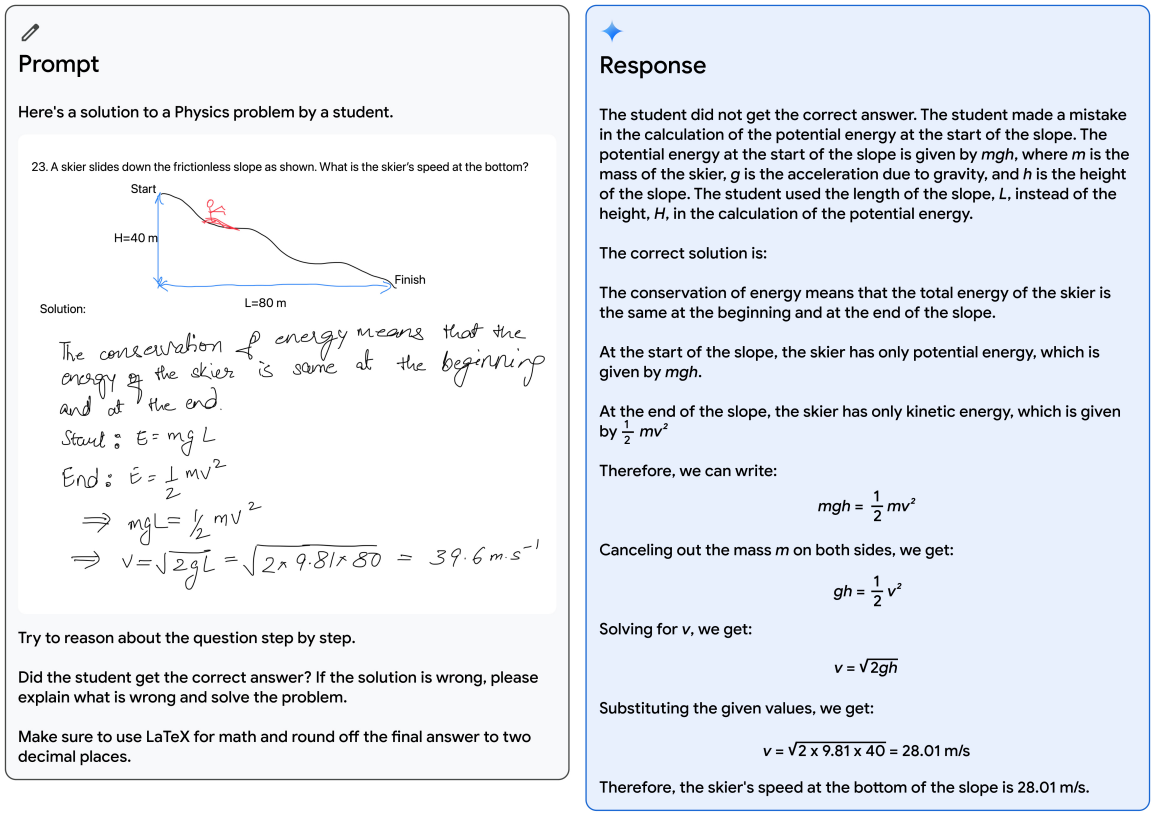 Prompt
Here's a solution to a Physics problem by a student.
23. A skier slides down the frictionless slope as shown. What is the skier's speed at the bottom?
Start
H=40 m
Finish
L=80 m
Solution:
The conservation of energy means that the
energy of the skier is same at the beginning
and at the end.
Start : E = mgL
End : E = 1/2 mv²
⇒ mgL = 1/2 mv²
⇒ v = √2gL = √2 × 9.81 × 80 = 39.6 m.s⁻¹
Try to reason about the question step by step.
Did the student get the correct answer? If the solution is wrong, please
explain what is wrong and solve the problem.
Make sure to use LaTeX for math and round off the final answer to two
decimal places.
Response
The student did not get the correct answer. The student made a mistake
in the calculation of the potential energy at the start of the slope. The
potential energy at the start of the slope is given by mgh, where m is the
mass of the skier, g is the acceleration due to gravity, and h is the height
of the slope. The student used the length of the slope, L, instead of the
height, H, in the calculation of the potential energy.
The correct solution is:
The conservation of energy means that the total energy of the skier is
the same at the beginning and at the end of the slope.
At the start of the slope, the skier has only potential energy, which is
given by mgh.
At the end of the slope, the skier has only kinetic energy, which is given
by 1/2 mv²
Therefore, we can write:
mgh = 1/2 mv²
Canceling out the mass m on both sides, we get:
gh = 1/2 v²
Solving for v, we get:
v = √2gh
Substituting the given values, we get:
v = √2 x 9.81 x 40 = 28.01 m/s
Therefore, the skier's speed at the bottom of the slope is 28.01 m/s.